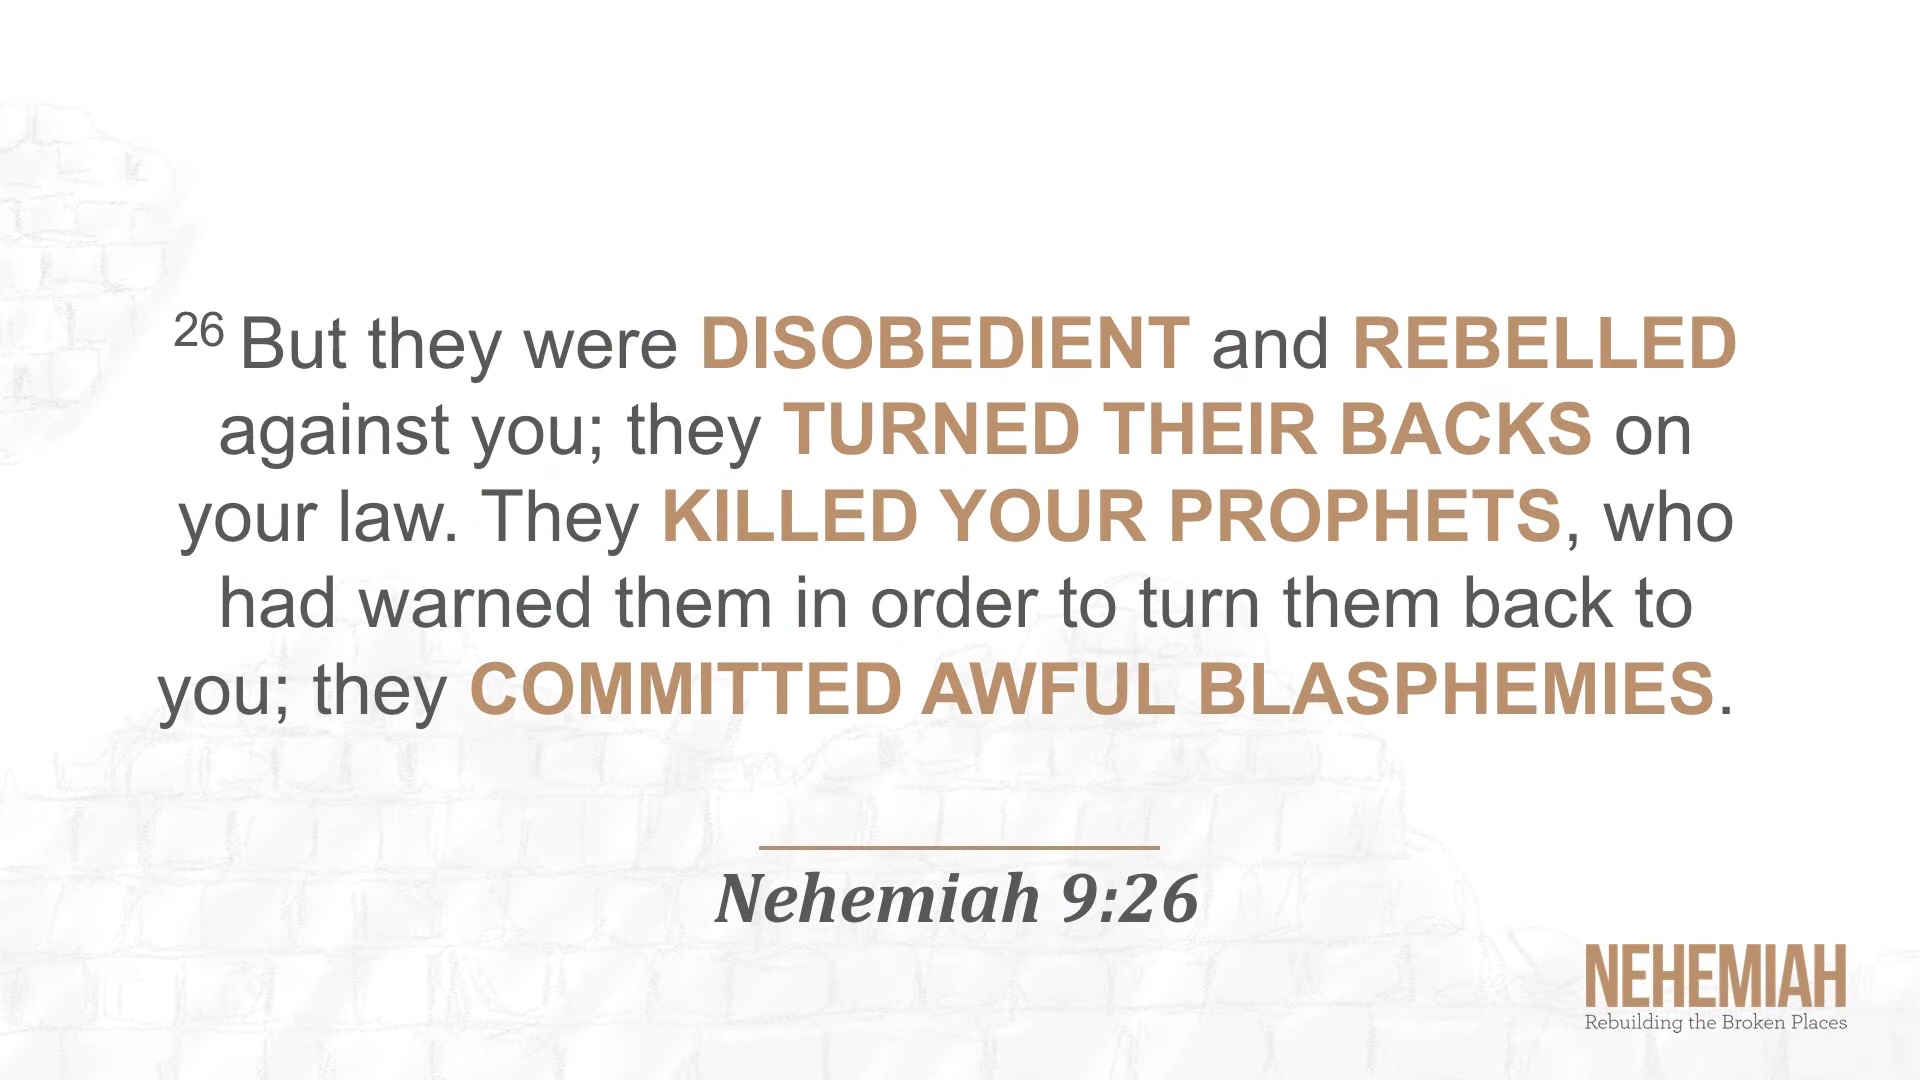 26 But they were DISOBEDIENT and REBELLED
against you; they TURNED THEIR BACKS on
your law. They KILLED YOUR PROPHETS, who
had warned them in order to turn them back to
you; they COMMITTED AWFUL BLASPHEMIES.
Nehemiah 9:26
NEHEMIAH
Rebuilding the Broken Places